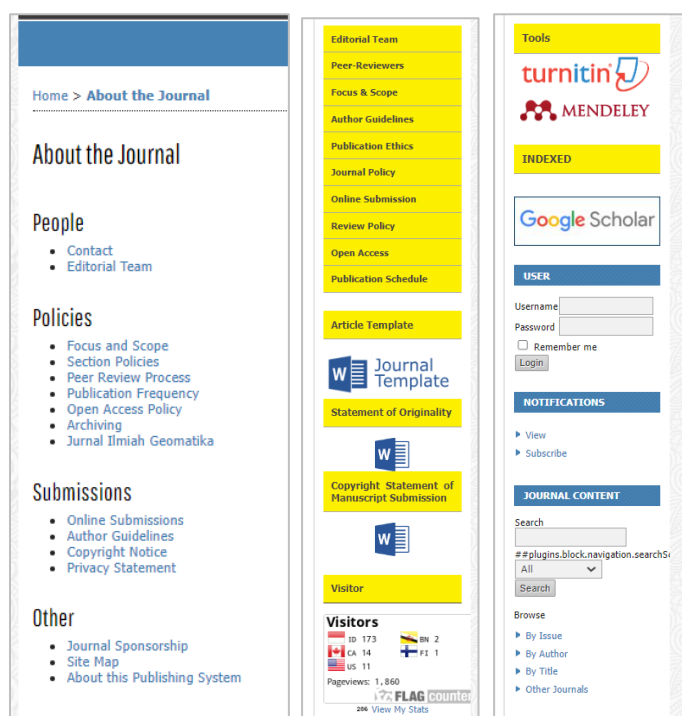 Home > About the Journal
About the Journal
People
Contact
Editorial Team
Policies
Focus and Scope
Section Policies
Peer Review Process
Publication Frequency
Open Access Policy
Archiving
Jurnal Ilmiah Geomatika
Submissions
Online Submissions
Author Guidelines
Copyright Notice
Privacy Statement
Other
Journal Sponsorship
Site Map
About this Publishing System
Editorial Team
Peer-Reviewers
Focus & Scope
Author Guidelines
Publication Ethics
Journal Policy
Online Submission
Review Policy
Open Access
Publication Schedule
Article Template
W Journal
Template
Statement of Originality
W
Copyright Statement of
Manuscript Submission
W
Visitor
Visitors
ID 173 BN 2
CA 14 FI 1
US 11
Pageviews: 1,860
FLAG counter
206 View My Stats
Tools
turnitin
MENDELEY
INDEXED
Google Scholar
USER
Username
Password
Remember me
Login
NOTIFICATIONS
View
Subscribe
JOURNAL CONTENT
Search
##plugins.block.navigation.searchSc
All
Search
Browse
By Issue
By Author
By Title
Other Journals